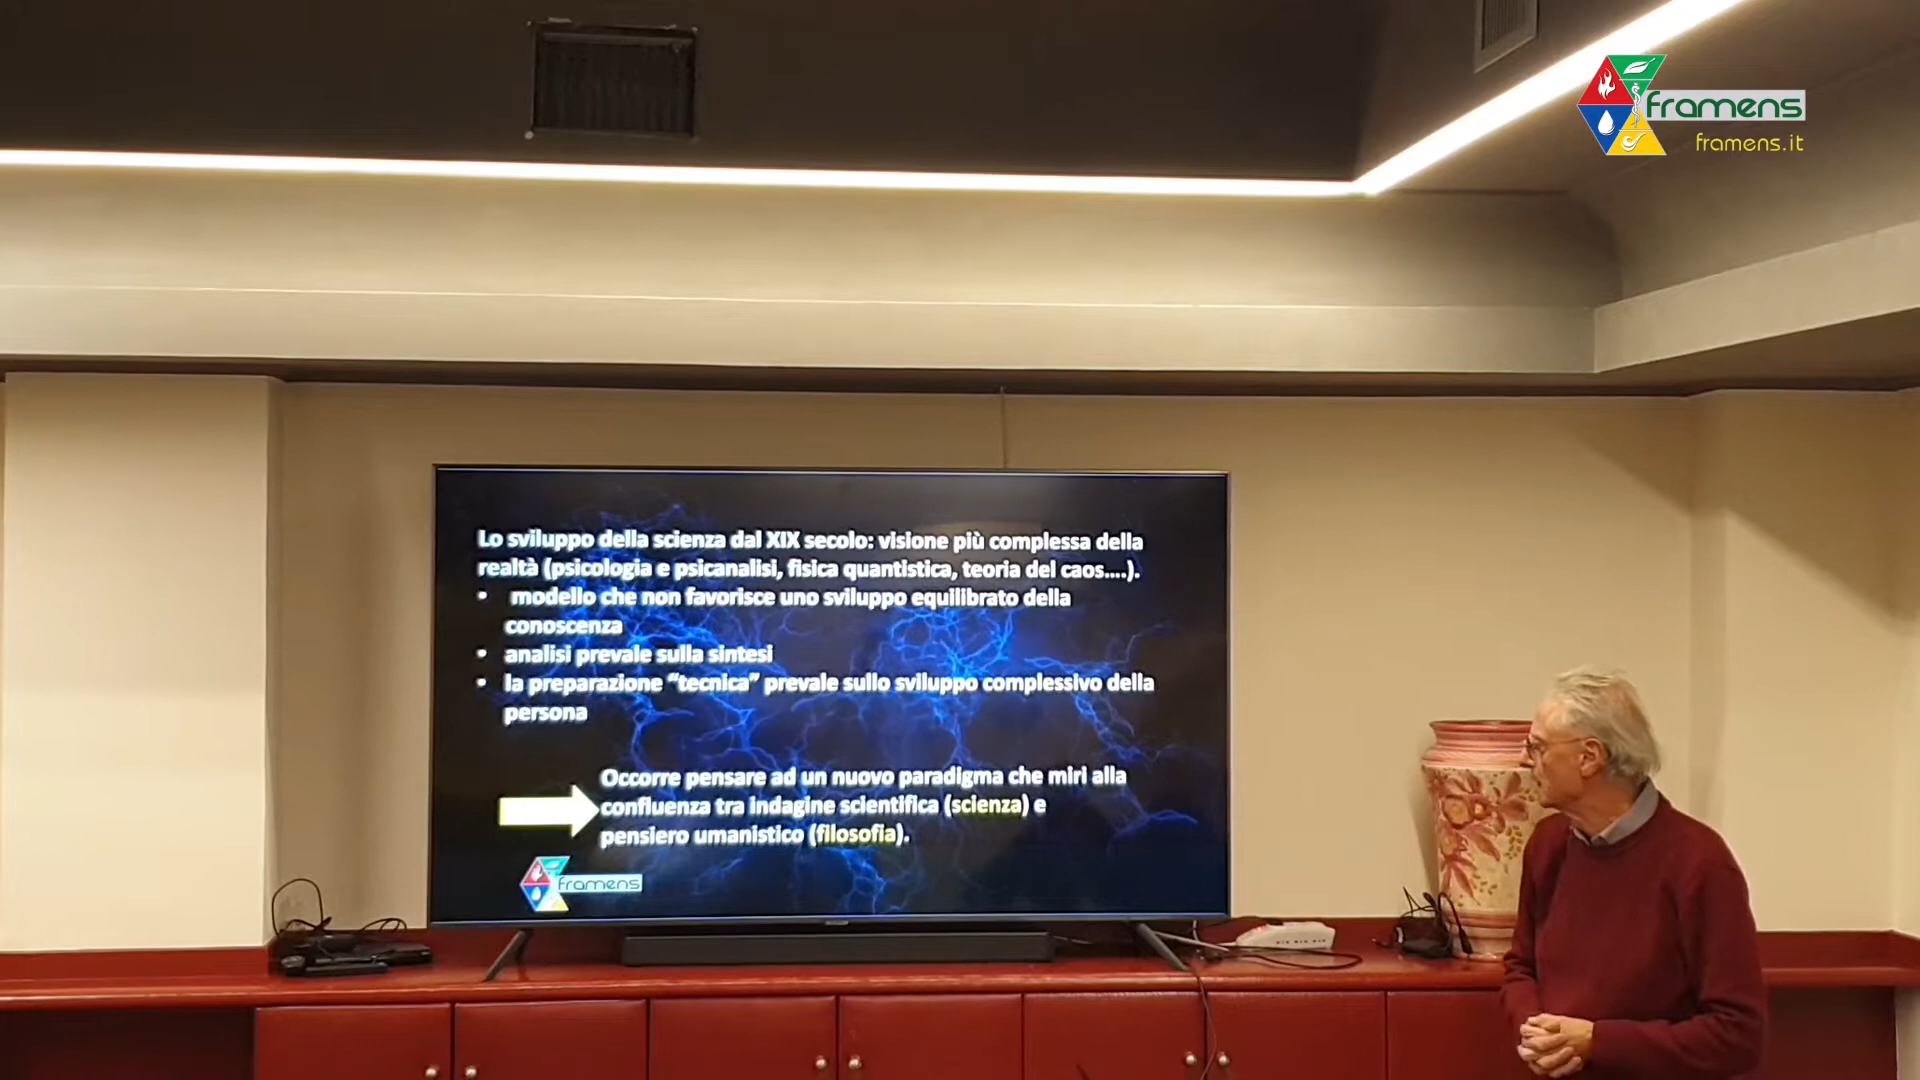 framens
framens.it
Lo sviluppo della scienza dal XIX secolo: visione più complessa della
realtà (psicologia e psicanalisi, fisica quantistica, teoria del caos....).
• modello che non favorisce uno sviluppo equilibrato della
conoscenza
• analisi prevale sulla sintesi
• la preparazione “tecnica” prevale sullo sviluppo complessivo della
persona
Occorre pensare ad un nuovo paradigma che miri alla
confluenza tra indagine scientifica (scienza) e
pensiero umanistico (filosofia).
framens